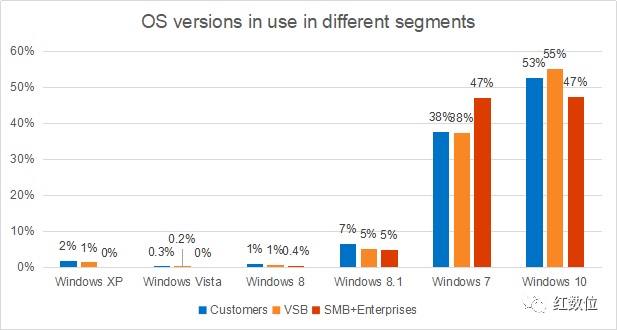 OS versions in use in different segments
60%
50%
40%
30%
20%
10%
0%
2% 1% 0%
0.3% 0.2% 0%
1% 1% 0.4%
7% 5% 5%
38% 38% 47%
53% 55% 47%
Windows XP Windows Vista Windows 8 Windows 8.1 Windows 7 Windows 10
Customers VSB SMB+Enterprises
红数位